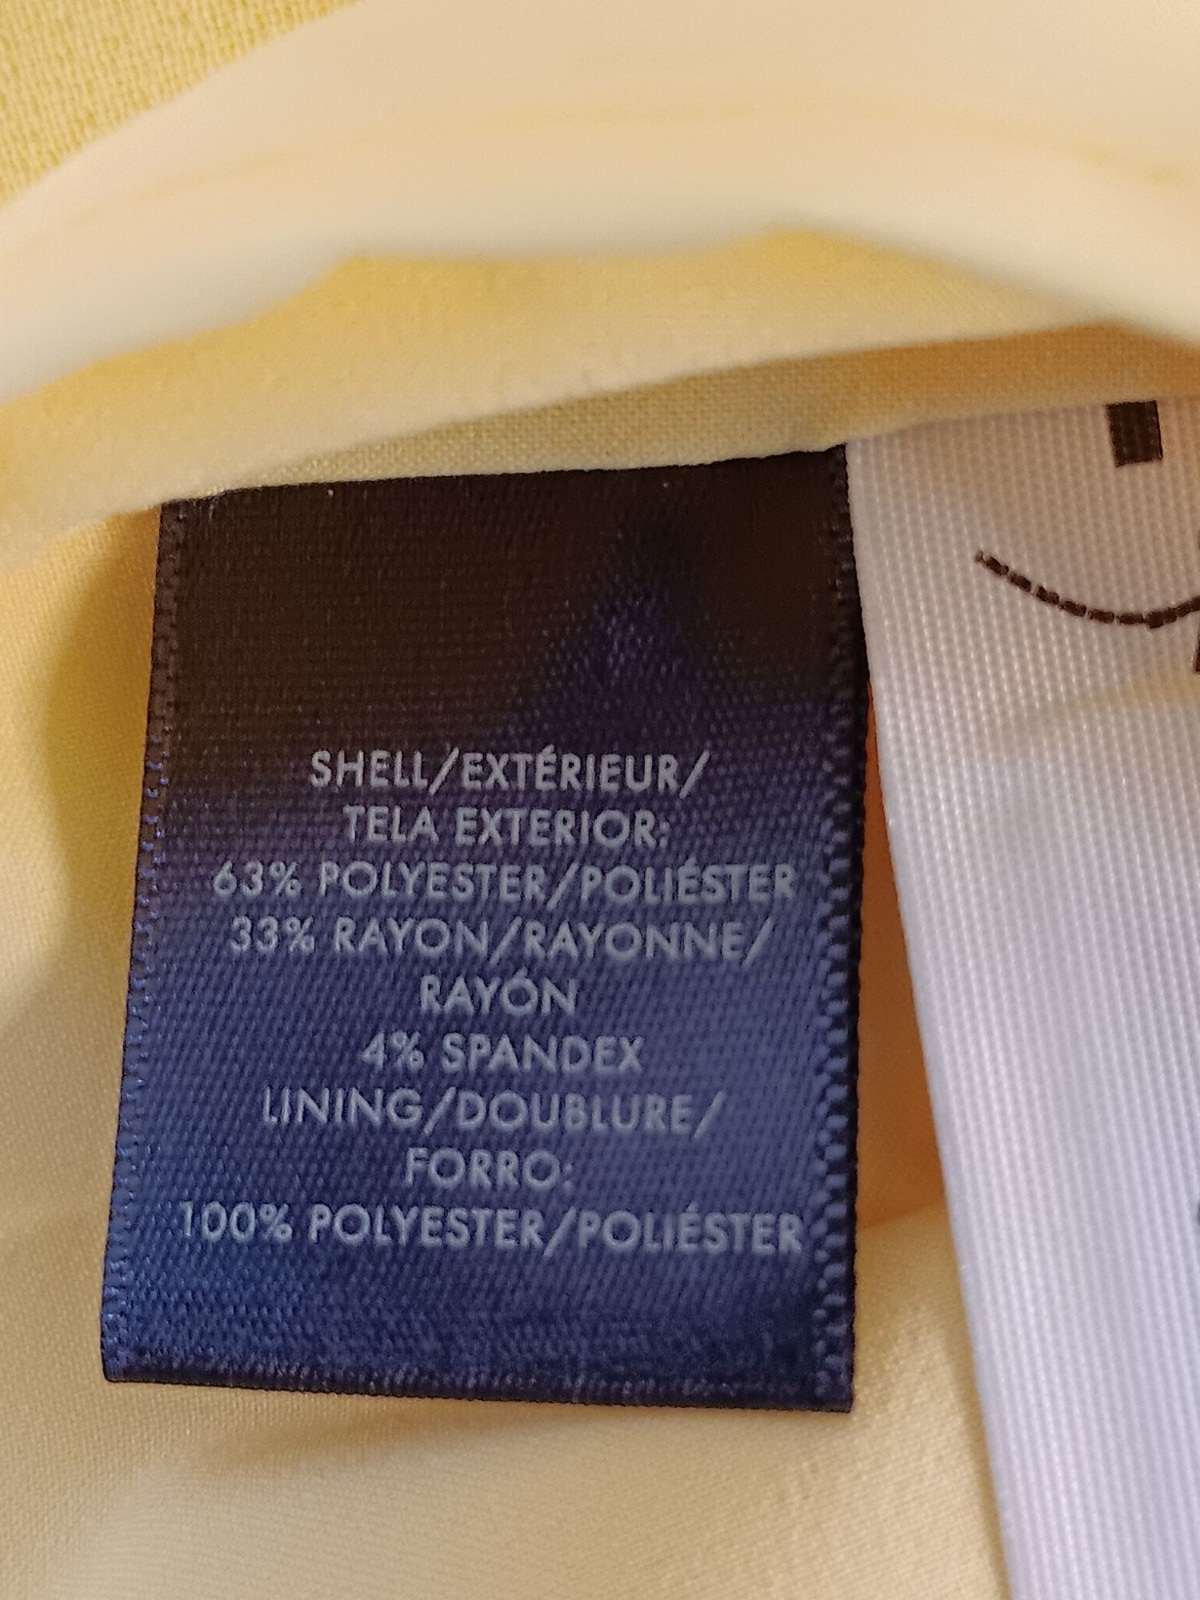 SHELL/EXTÉRIEUR/
TELA EXTERIOR:
63% POLYESTER/POLIÉSTER
33% RAYON/RAYONNE/
RAYÓN
4% SPANDEX
LINING/DOUBLURE/
FORRO:
100% POLYESTER/POLIÉSTER